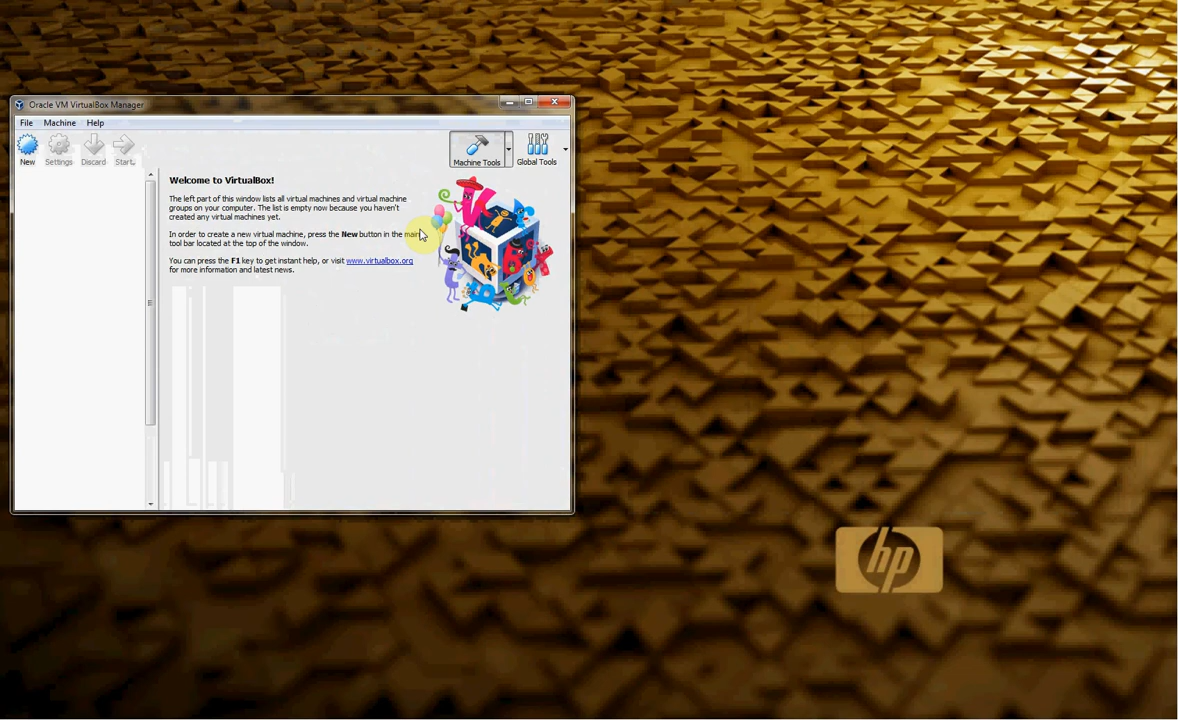 Oracle VM VirtualBox Manager
File Machine Help
New Settings Discard Start Machine Tools Global Tools
Welcome to VirtualBox!
The left part of this window lists all virtual machines and virtual machine
groups on your computer. The list is empty now because you haven't
created any virtual machines yet.
In order to create a new virtual machine, press the New button in the main
tool bar located at the top of the window.
You can press the F1 key to get instant help, or visit www.virtualbox.org
for more information and latest news.
hp